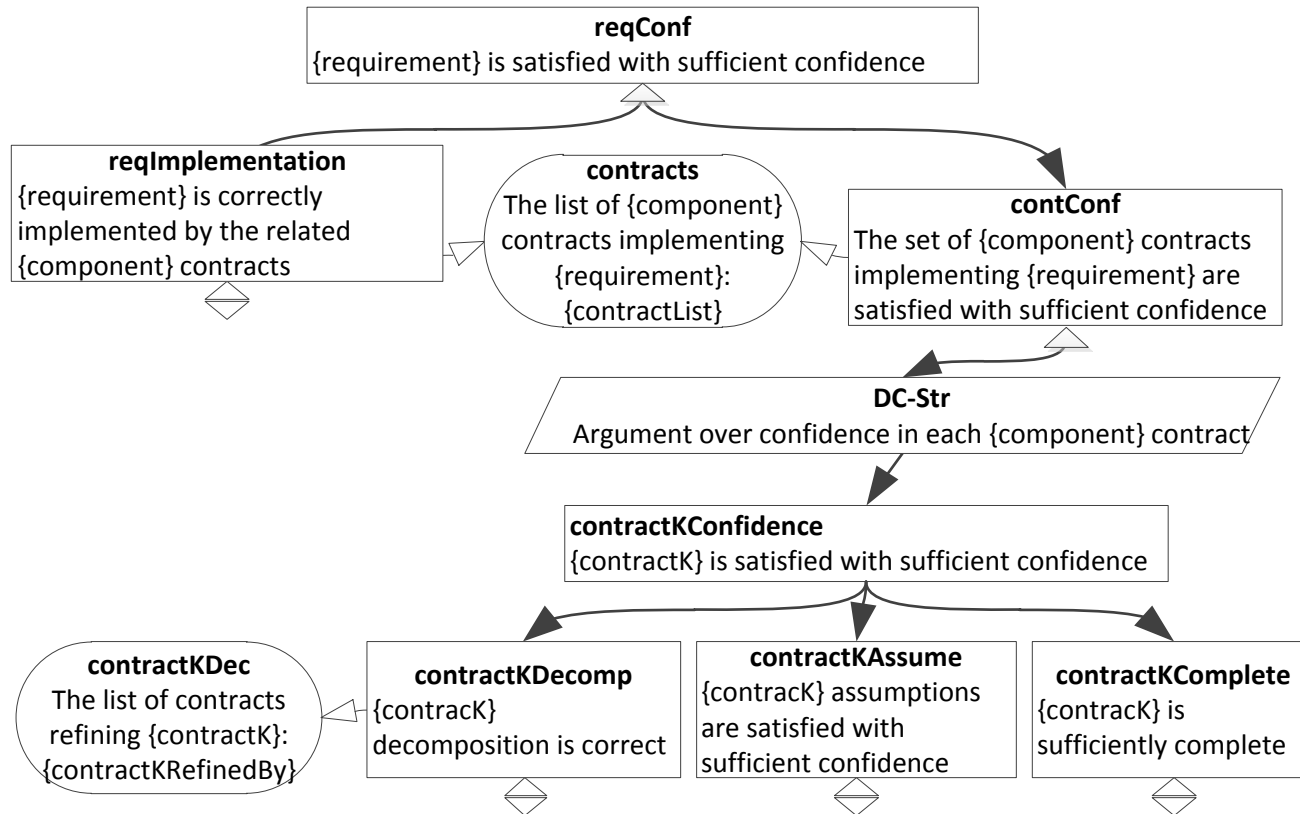 reqConf
{requirement} is satisfied with sufficient confidence
reqImplementation
{requirement} is correctly
implemented by the related
{component} contracts
contracts
The list of {component}
contracts implementing
{requirement}:
{contractList}
contConf
The set of {component} contracts
implementing {requirement} are
satisfied with sufficient confidence
DC-Str
Argument over confidence in each {component} contract
contractKConfidence
{contractK} is satisfied with sufficient confidence
contractKDec
The list of contracts
refining {contractK}:
{contractKRefinedBy}
contractKDecomp
{contracK}
decomposition is correct
contractKAssume
{contracK} assumptions
are satisfied with
sufficient confidence
contractKComplete
{contracK} is
sufficiently complete